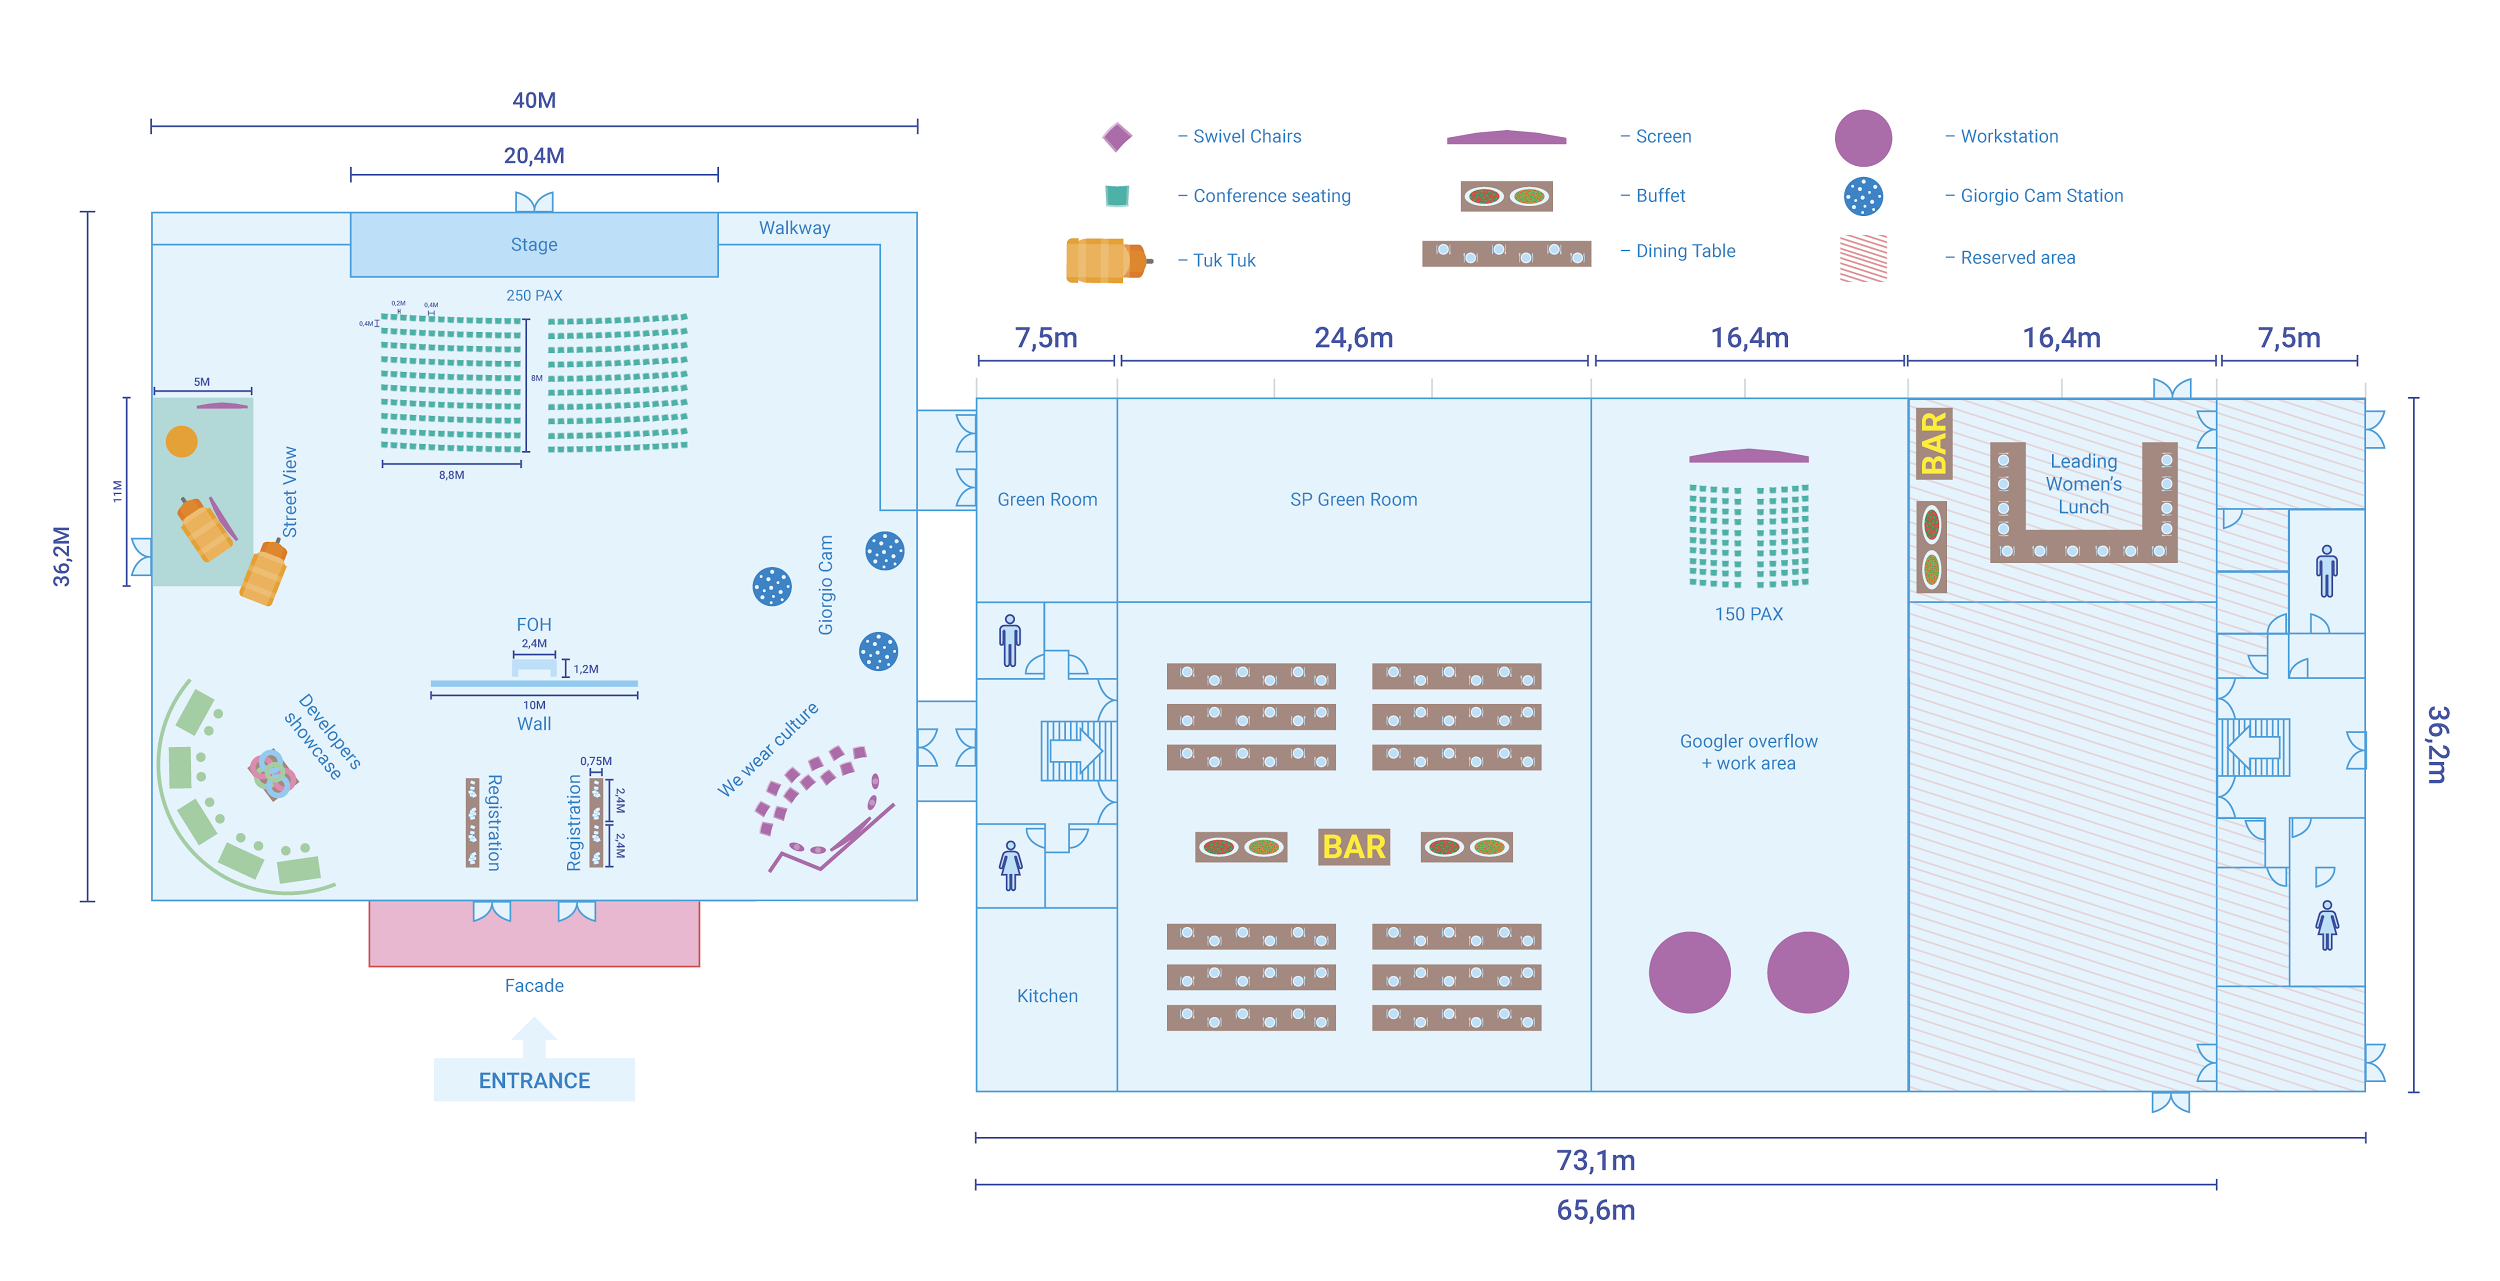 40M
20,4M
– Swivel Chairs
– Screen
– Workstation
– Conference seating
– Buffet
– Giorgio Cam Station
– Tuk Tuk
– Dining Table
– Reserved area
Walkway
Stage
250 PAX
0,2M
0,4M
0,4M
8M
8,8M
5M
11M
36,2M
Street View
Giorgio Cam
FOH
2,4M
1,2M
10M
Wall
Developers
showcase
We wear culture
Registration
Registration
0,75M
2,4M
2,4M
Facade
ENTRANCE
7,5m
24,6m
16,4m
16,4m
7,5m
Green Room
SP Green Room
150 PAX
BAR
Leading
Women's
Lunch
Googler overflow
+ work area
BAR
Kitchen
36,2m
73,1m
65,6m